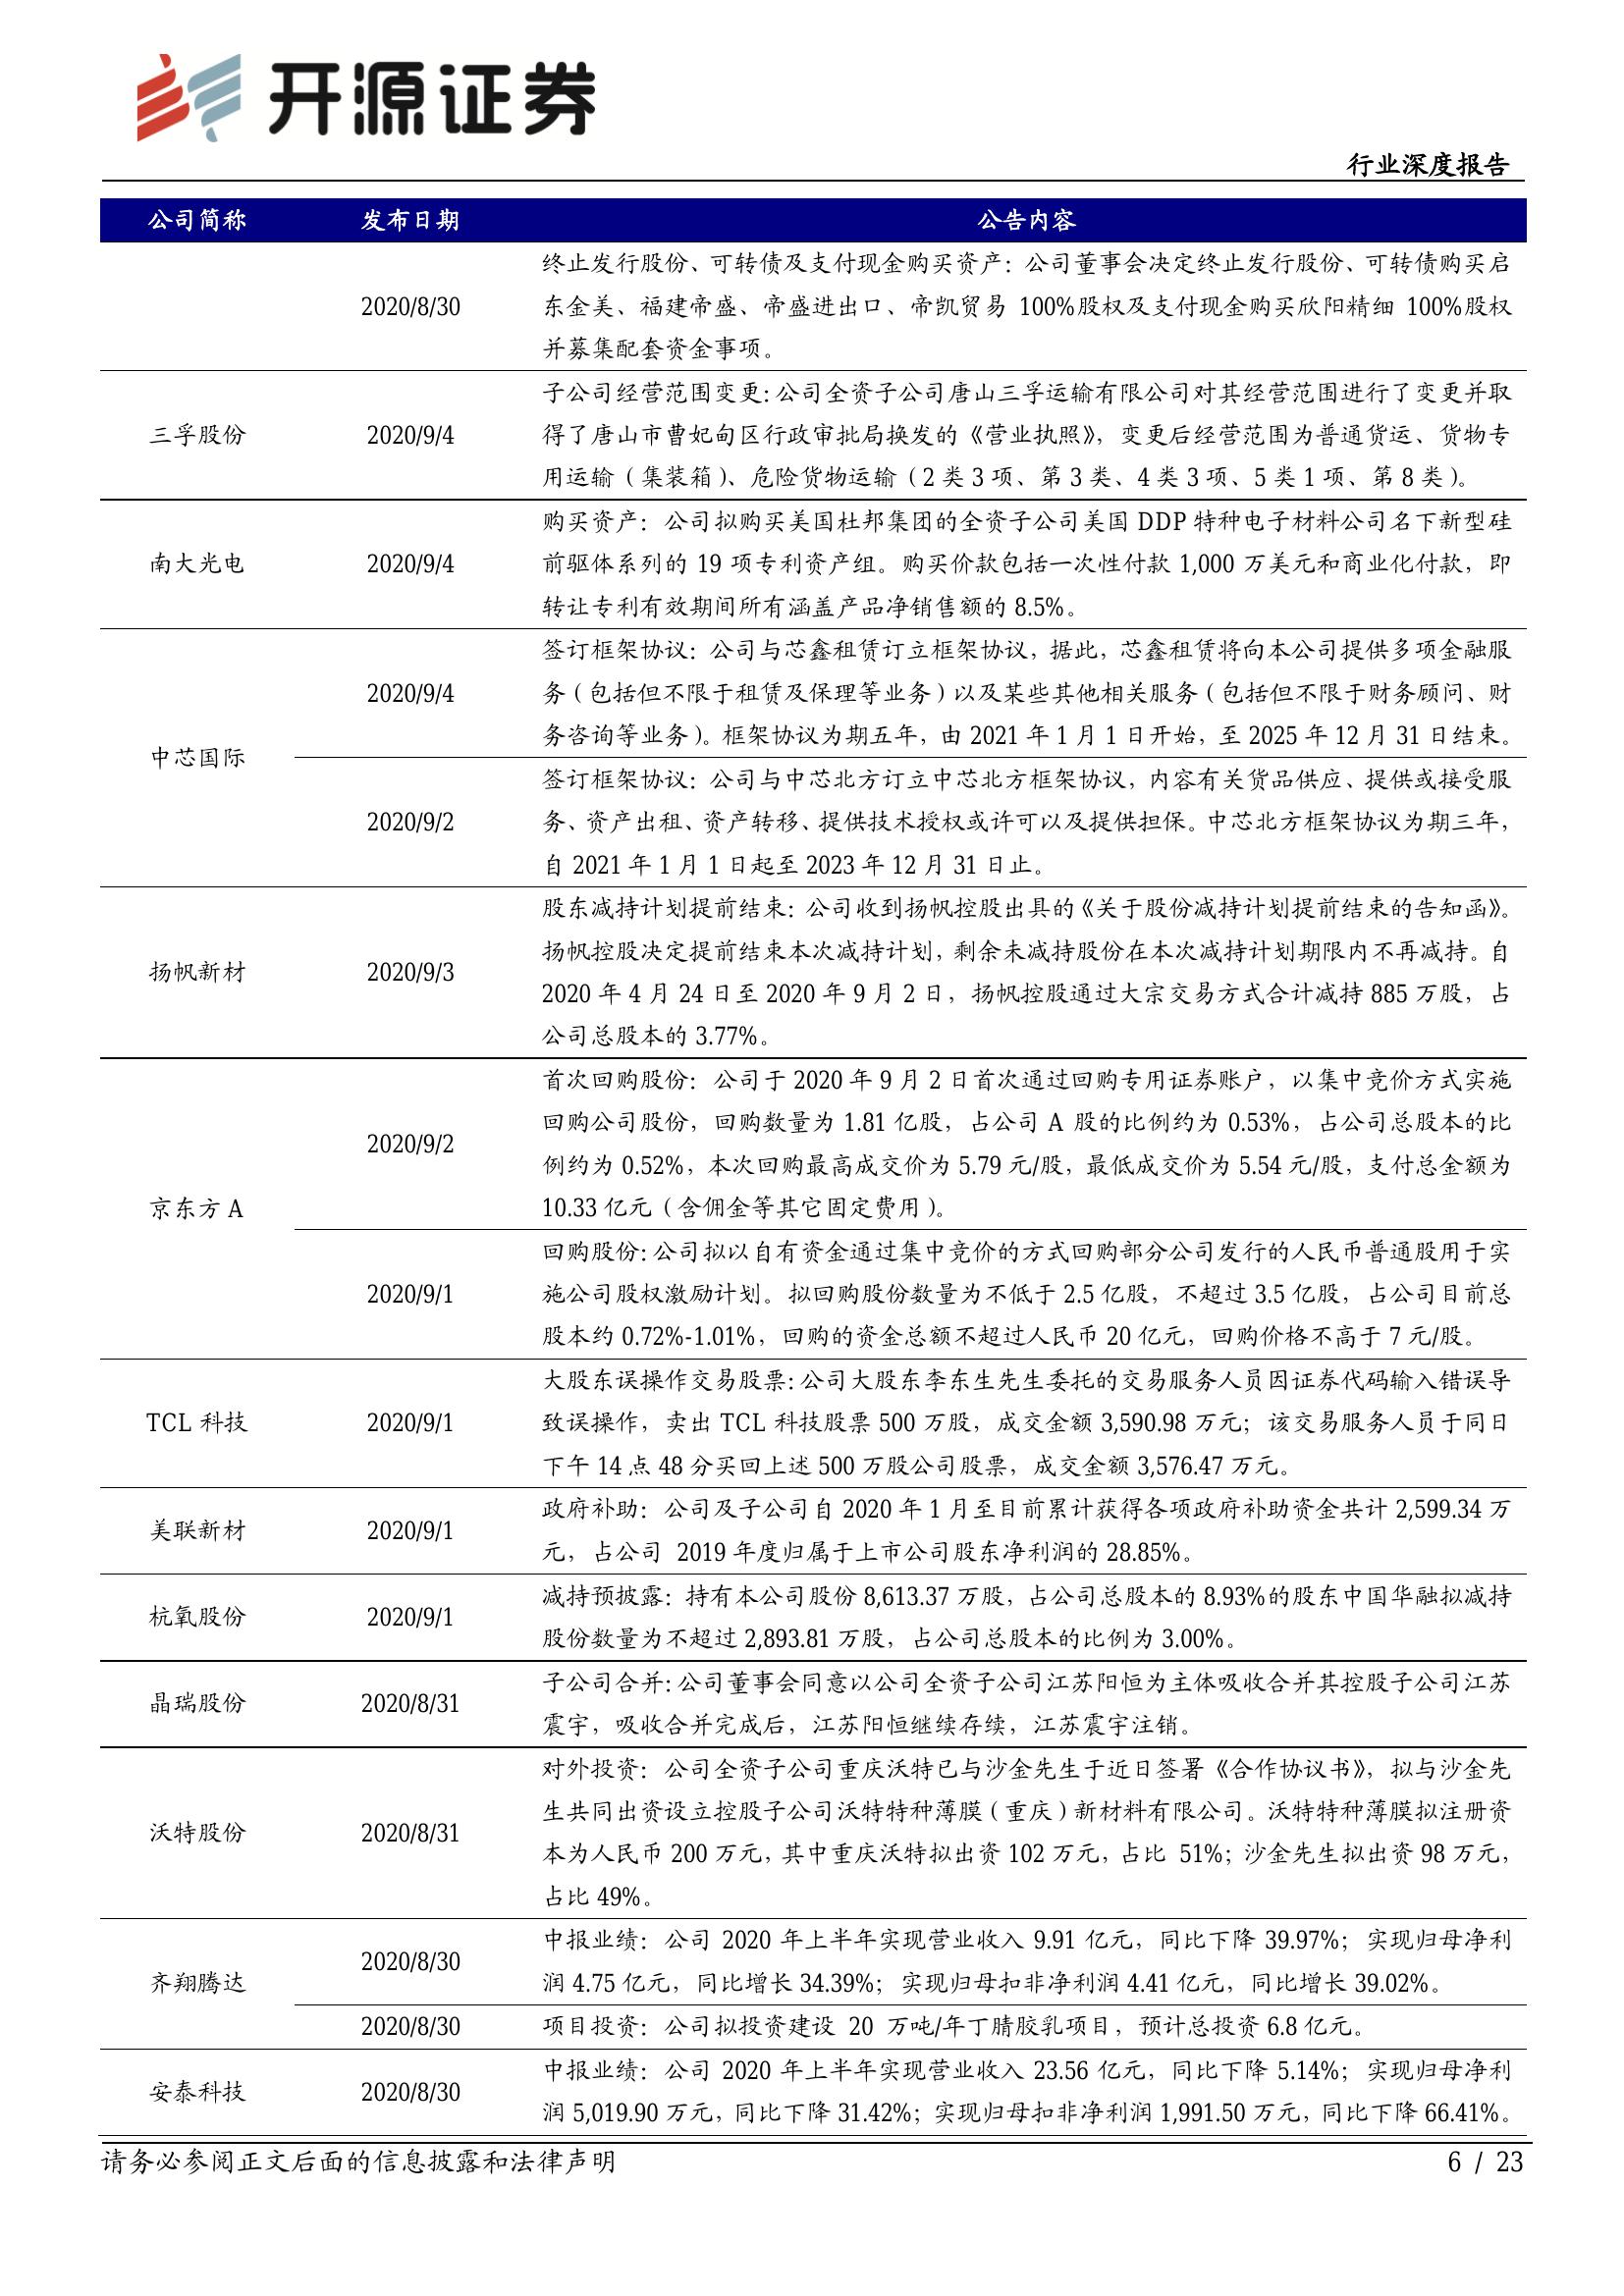 开源证券
行业深度报告
公司简称 发布日期 公告内容
终止发行股份、可转债及支付现金购买资产：公司董事会决定终止发行股份、可转债购买启
2020/8/30 东金美、福建帝盛、帝盛进出口、帝凯贸易 100%股权及支付现金购买欣阳精细 100%股权
并募集配套资金事项。
子公司经营范围变更：公司全资子公司唐山三孚运输有限公司对其经营范围进行了变更并取
三孚股份 2020/9/4 得了唐山市曹妃甸区行政审批局换发的《营业执照》，变更后经营范围为普通货运、货物专
用运输（集装箱）、危险货物运输（2 类 3 项、第 3 类、4 类 3 项、5 类 1 项、第 8 类）。
购买资产：公司拟购买美国杜邦集团的全资子公司美国 DDP 特种电子材料公司名下新型硅
南大光电 2020/9/4 前驱体系列的 19 项专利资产组。购买价款包括一次性付款 1,000 万美元和商业化付款，即
转让专利有效期间所有涵盖产品净销售额的 8.5%。
签订框架协议：公司与芯鑫租赁订立框架协议，据此，芯鑫租赁将向本公司提供多项金融服
2020/9/4 务（包括但不限于租赁及保理等业务）以及某些其他相关服务（包括但不限于财务顾问、财
务咨询等业务）。框架协议为期五年，由 2021 年 1 月 1 日开始，至 2025 年 12 月 31 日结束。
中芯国际
签订框架协议：公司与中芯北方订立中芯北方框架协议，内容有关货品供应、提供或接受服
2020/9/2 务、资产出租、资产转移、提供技术授权或许可以及提供担保。中芯北方框架协议为期三年，
自 2021 年 1 月 1 日起至 2023 年 12 月 31 日止。
股东减持计划提前结束：公司收到扬帆控股出具的《关于股份减持计划提前结束的告知函》。
扬帆控股决定提前结束本次减持计划，剩余未减持股份在本次减持计划期限内不再减持。自
扬帆新材 2020/9/3
2020 年 4 月 24 日至 2020 年 9 月 2 日，扬帆控股通过大宗交易方式合计减持 885 万股，占
公司总股本的 3.77%。
首次回购股份：公司于 2020 年 9 月 2 日首次通过回购专用证券账户，以集中竞价方式实施
回购公司股份，回购数量为 1.81 亿股，占公司 A 股的比例约为 0.53%，占公司总股本的比
2020/9/2
例约为 0.52%，本次回购最高成交价为 5.79 元/股，最低成交价为 5.54 元/股，支付总金额为
10.33 亿元（含佣金等其它固定费用）。
京东方 A
回购股份：公司拟以自有资金通过集中竞价的方式回购部分公司发行的人民币普通股用于实
2020/9/1 施公司股权激励计划。拟回购股份数量为不低于 2.5 亿股，不超过 3.5 亿股，占公司目前总
股本约 0.72%-1.01%，回购的资金总额不超过人民币 20 亿元，回购价格不高于 7 元/股。
大股东误操作交易股票：公司大股东李东生先生委托的交易服务人员因证券代码输入错误导
TCL 科技 2020/9/1 致误操作，卖出 TCL 科技股票 500 万股，成交金额 3,590.98 万元；该交易服务人员于同日
下午 14 点 48 分买回上述 500 万股公司股票，成交金额 3,576.47 万元。
政府补助：公司及子公司自 2020 年 1 月至目前累计获得各项政府补助资金共计 2,599.34 万
美联新材 2020/9/1
元，占公司 2019 年度归属于上市公司股东净利润的 28.85%。
减持预披露：持有本公司股份 8,613.37 万股，占公司总股本的 8.93%的股东中国华融拟减持
杭氧股份 2020/9/1
股份数量为不超过 2,893.81 万股，占公司总股本的比例为 3.00%。
子公司合并：公司董事会同意以公司全资子公司江苏阳恒为主体吸收合并其控股子公司江苏
晶瑞股份 2020/8/31
震宇，吸收合并完成后，江苏阳恒继续存续，江苏震宇注销。
对外投资：公司全资子公司重庆沃特已与沙金先生于近日签署《合作协议书》，拟与沙金先
生共同出资设立控股子公司沃特特种薄膜（重庆）新材料有限公司。沃特特种薄膜拟注册资
沃特股份 2020/8/31
本为人民币 200 万元，其中重庆沃特拟出资 102 万元，占比 51%；沙金先生拟出资 98 万元，
占比 49%。
中报业绩：公司 2020 年上半年实现营业收入 9.91 亿元，同比下降 39.97%；实现归母净利
2020/8/30
润 4.75 亿元，同比增长 34.39%；实现归母扣非净利润 4.41 亿元，同比增长 39.02%。
齐翔腾达
2020/8/30 项目投资：公司拟投资建设 20 万吨/年丁腈胶乳项目，预计总投资 6.8 亿元。
中报业绩：公司 2020 年上半年实现营业收入 23.56 亿元，同比下降 5.14%；实现归母净利
安泰科技 2020/8/30
润 5,019.90 万元，同比下降 31.42%；实现归母扣非净利润 1,991.50 万元，同比下降 66.41%。
请务必参阅正文后面的信息披露和法律声明 6 / 23